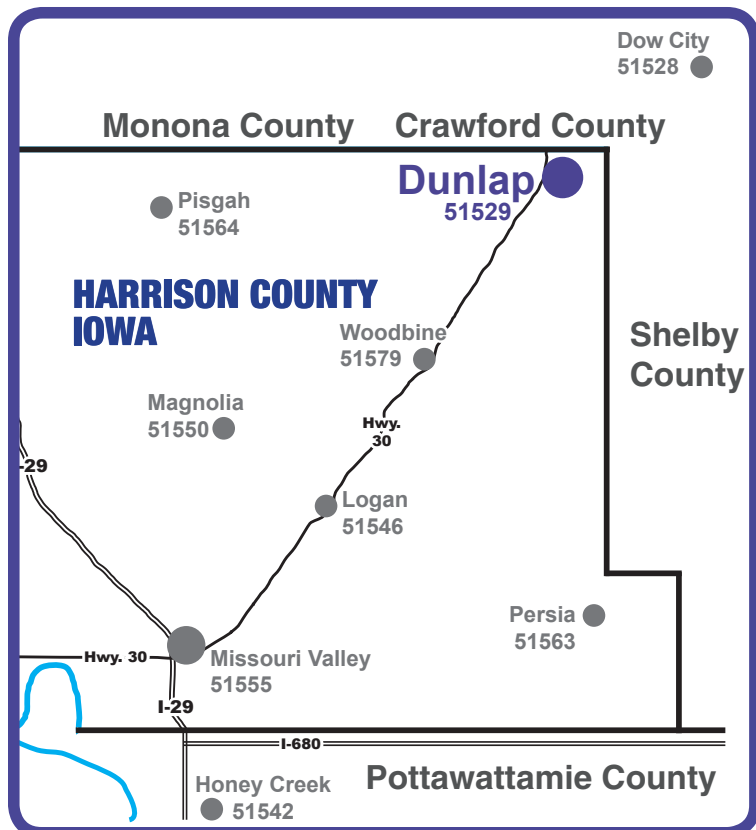 Dow City
51528
Monona County
Crawford County
Dunlap
51529
Pisgah
51564
HARRISON COUNTY
IOWA
Woodbine
51579
Shelby
County
Magnolia
51550
Hwy.
30
-29
Logan
51546
Persia
51563
Hwy. 30
Missouri Valley
51555
I-29
I-680
Honey Creek
51542
Pottawattamie County